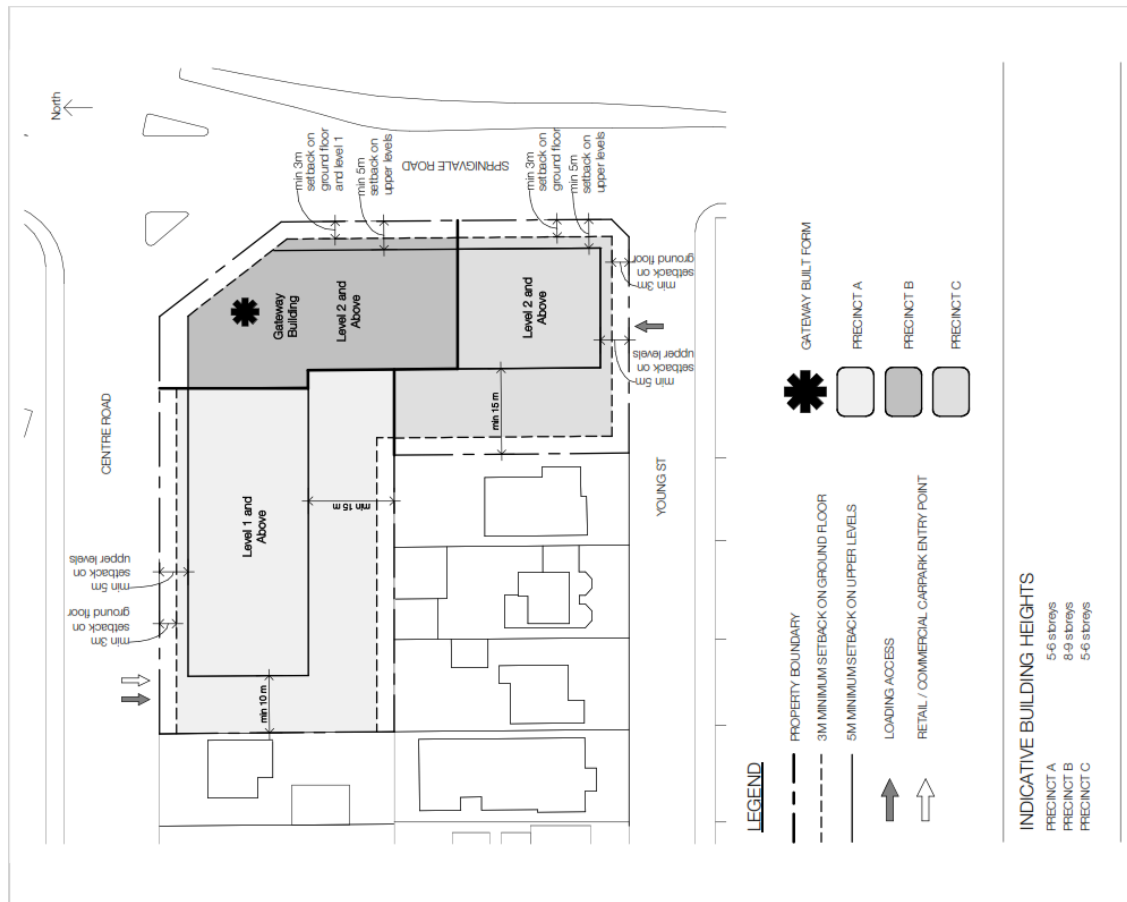 North
CENTRE ROAD
SPRNIGVALE ROAD
YOUNG ST
min 3m
setback on
ground floor
and level 1
min 5m
setback on
upper levels
min 3m
setback on
ground floor
min 5m
setback on
upper levels
min 3m
setback on
ground floor
min 5m
setback on
upper levels
min 5m
setback on
upper levels
min 3m
setback on
ground floor
Gateway
Building
Level 2 and
Above
Level 2 and
Above
Level 1 and
Above
min 15 m
min 15 m
min 10 m
LEGEND
PROPERTY BOUNDARY
3M MINIMUM SETBACK ON GROUND FLOOR
5M MINIMUM SETBACK ON UPPER LEVELS
LOADING ACCESS
RETAIL / COMMERCIAL CARPARK ENTRY POINT
GATEWAY BUILT FORM
PRECINCT A
PRECINCT B
PRECINCT C
INDICATIVE BUILDING HEIGHTS
PRECINCT A 5-6 storeys
PRECINCT B 8-9 storeys
PRECINCT C 5-6 storeys